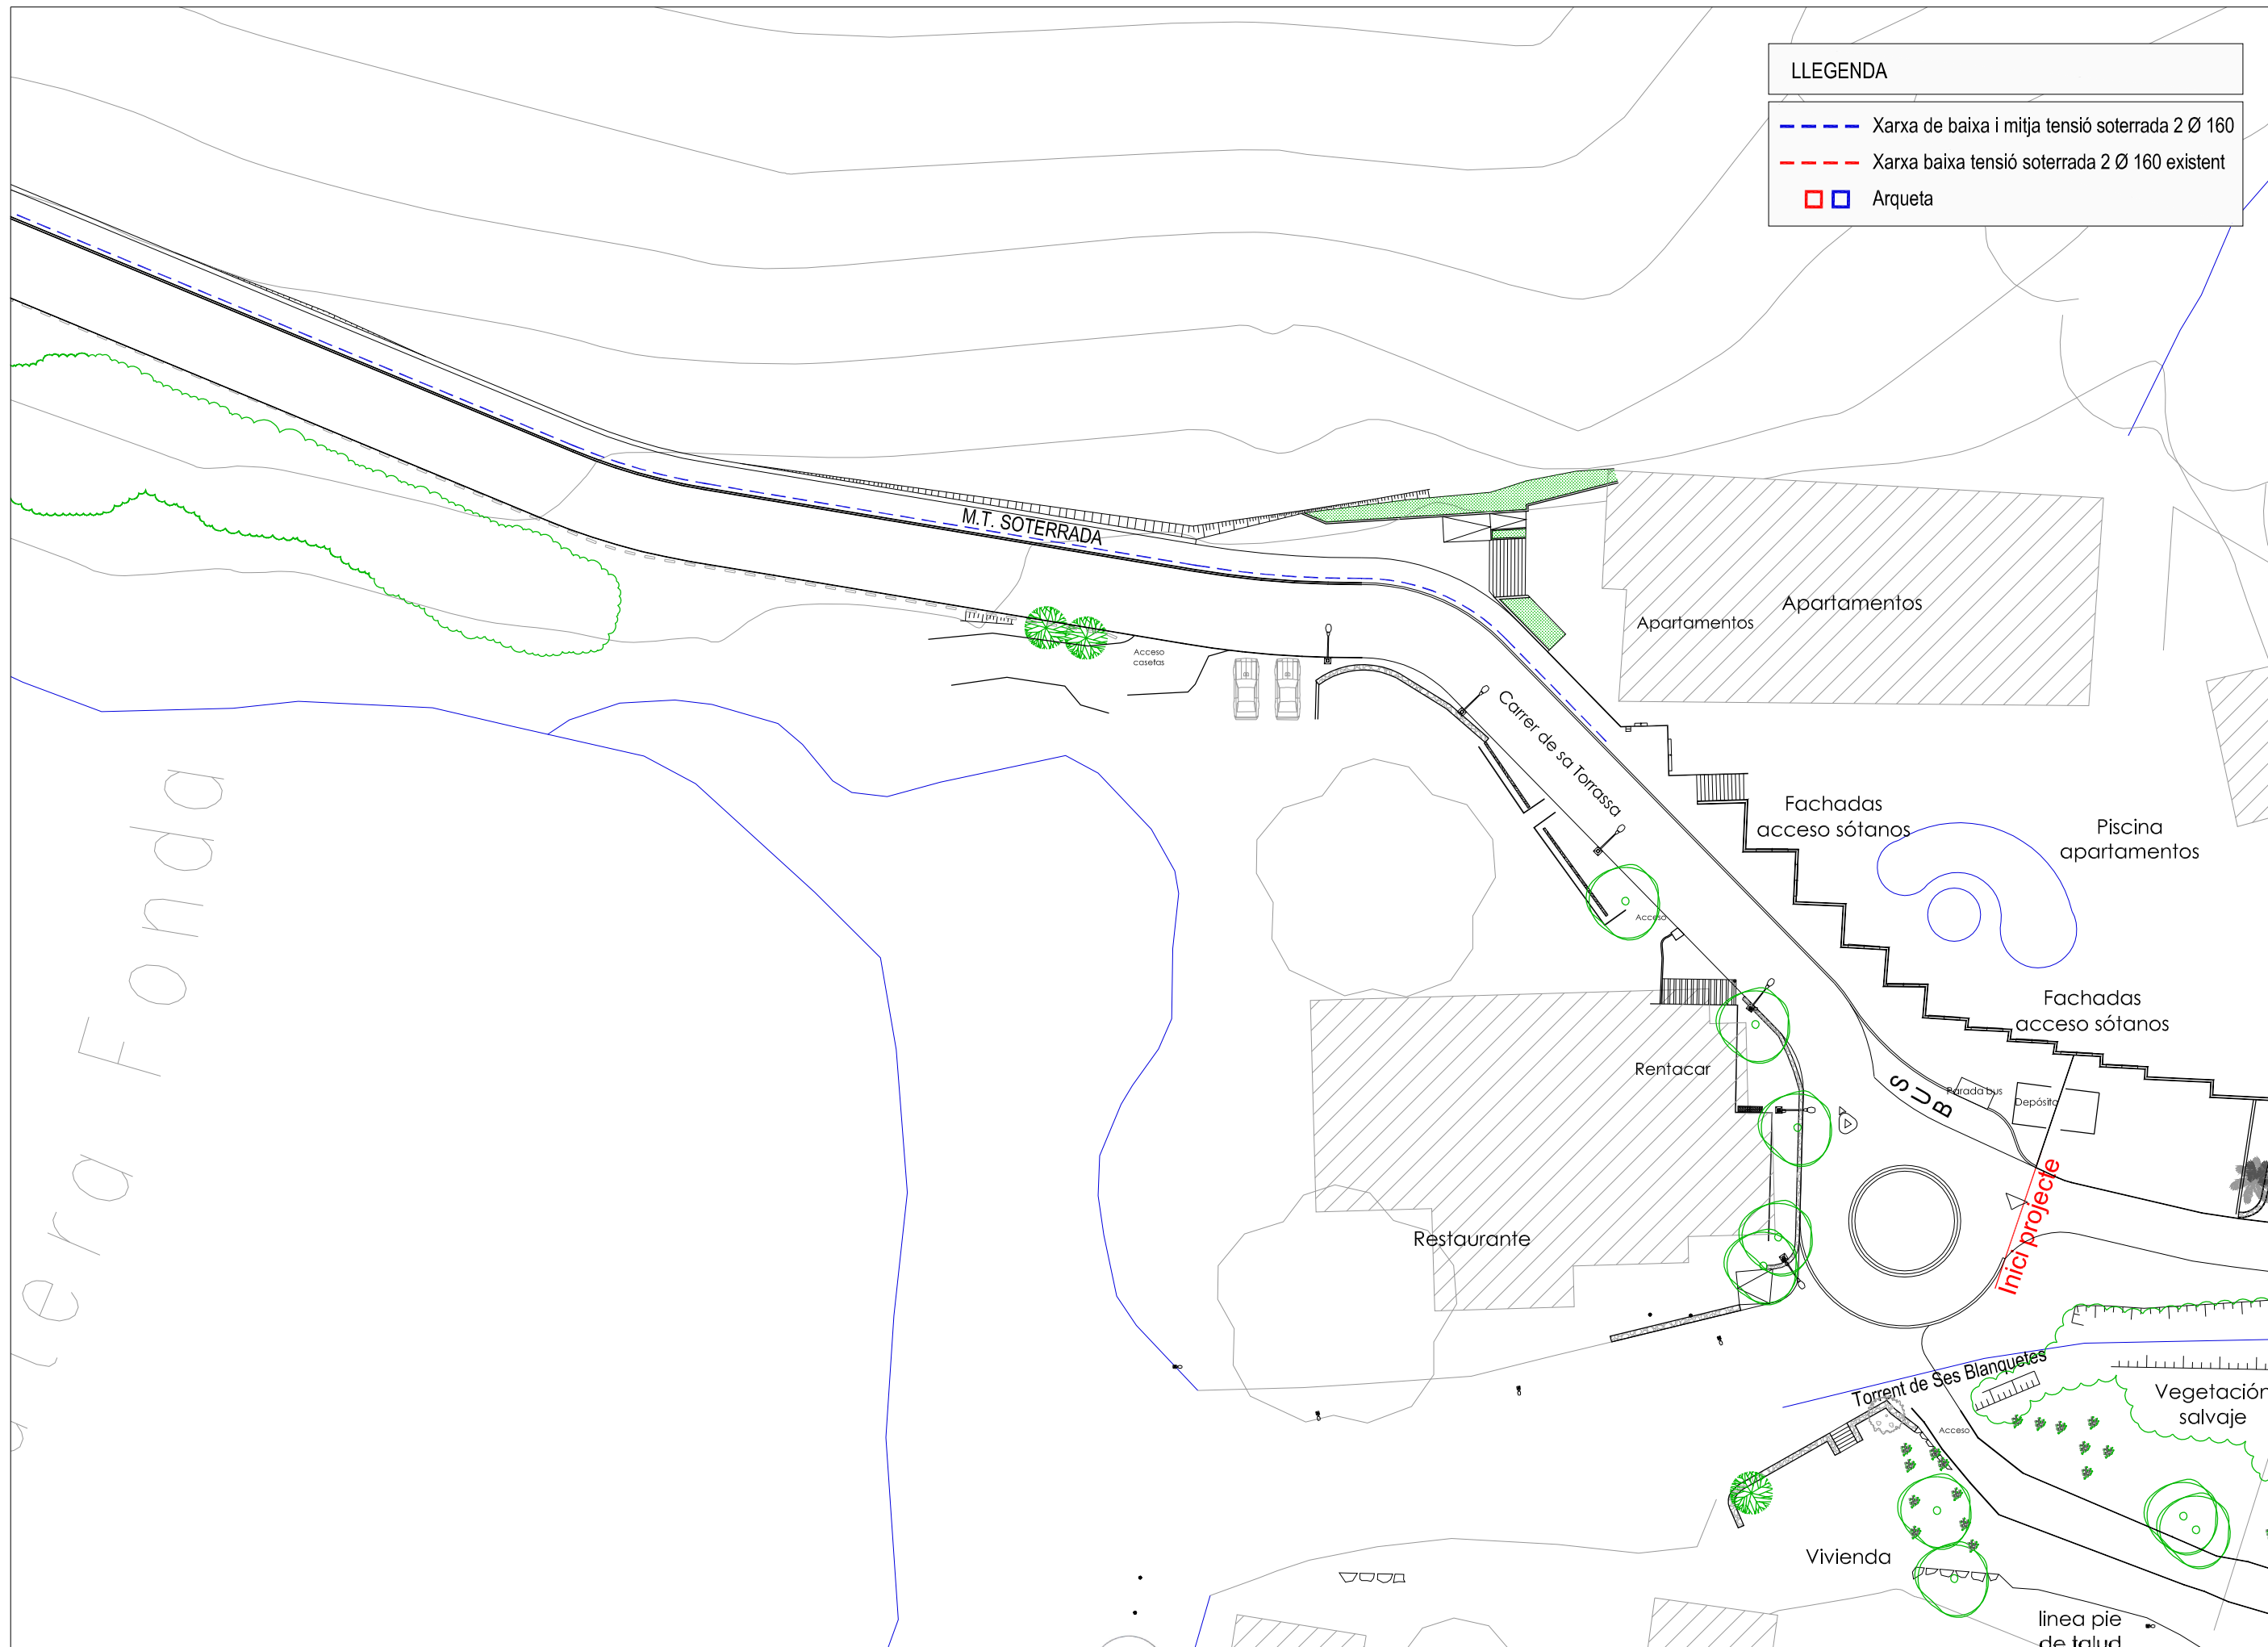 LLEGENDA
Xarxa de baixa i mitja tensió soterrada 2 Ø 160
Xarxa baixa tensió soterrada 2 Ø 160 existent
Arqueta
M.T. SOTERRADA
Apartamentos
Apartamentos
Acceso
casetas
Carrer de sa Torrassa
Fachadas
acceso sótanos
Piscina
apartamentos
Acceso
Fachadas
acceso sótanos
Rentacar
BUS
Parada bus
Depósito
Inici projecte
Restaurante
Torrent de Ses Blanquetes
Vegetación
salvaje
Acceso
Vivienda
linea pie
de talud
Fonda